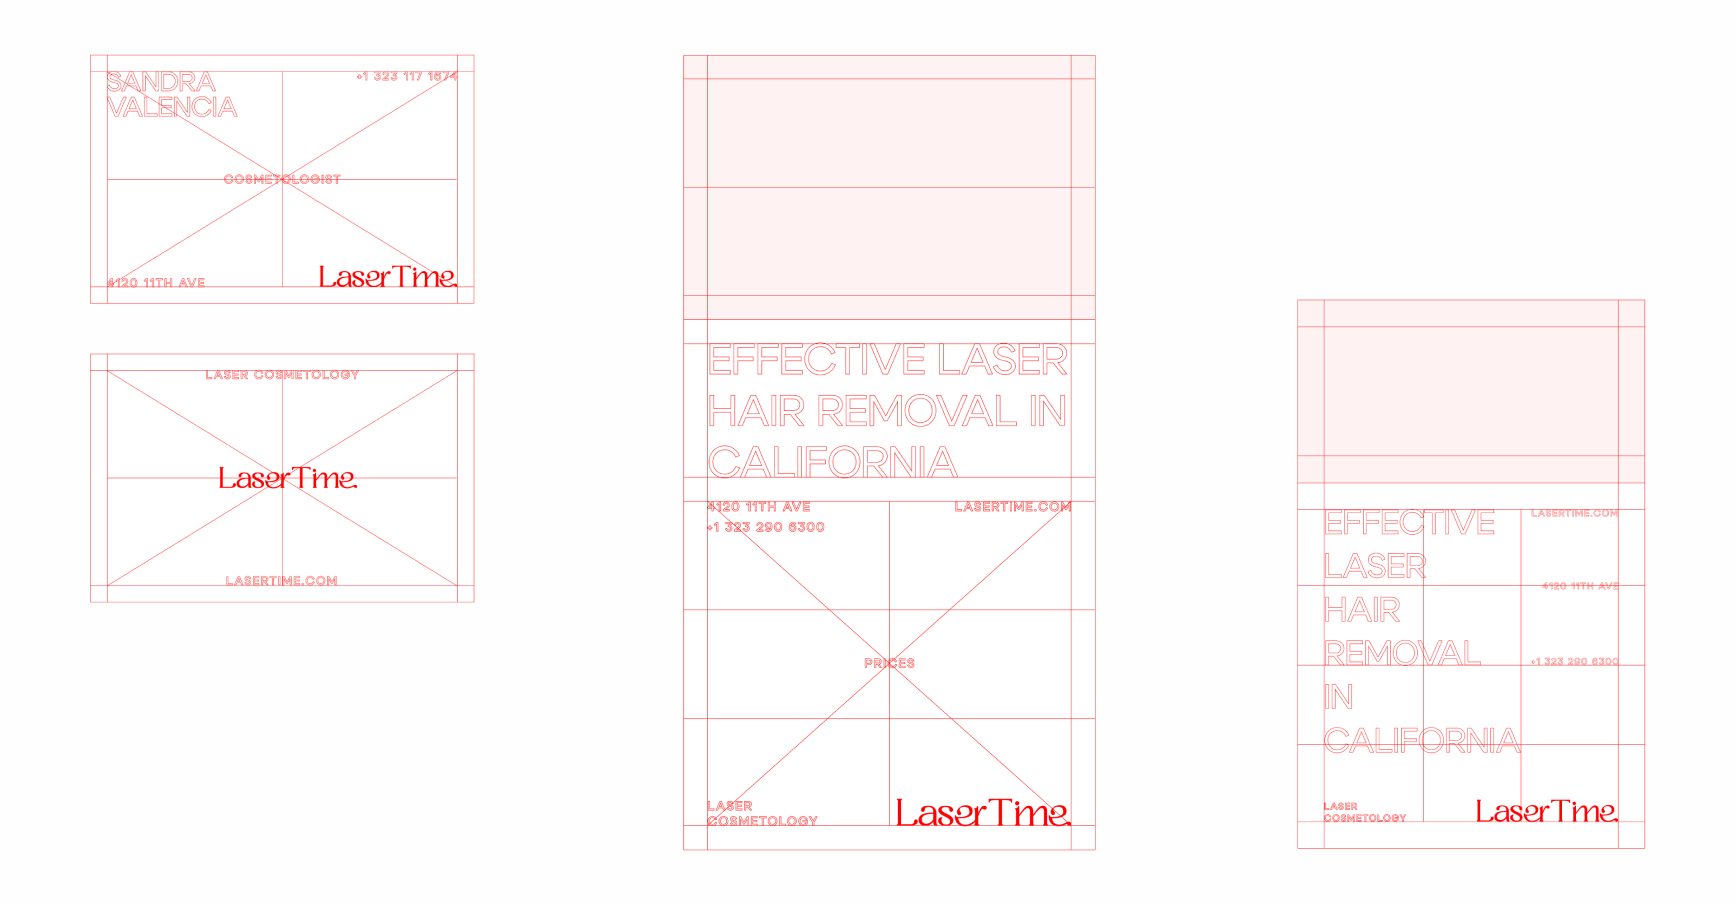 SANDRA
VALENCIA
+1 323 117 1674
COSMETOLOGIST
4120 11TH AVE
LaserTime
LASER COSMETOLOGY
LaserTime
LASERTIME.COM
EFFECTIVE LASER
HAIR REMOVAL IN
CALIFORNIA
4120 11TH AVE
+1 323 290 6300
LASERTIME.COM
PRICES
LASER
COSMETOLOGY
LaserTime
EFFECTIVE
LASER
HAIR
REMOVAL
IN
CALIFORNIA
LASERTIME.COM
4120 11TH AVE
+1 323 290 6300
LASER
COSMETOLOGY
LaserTime